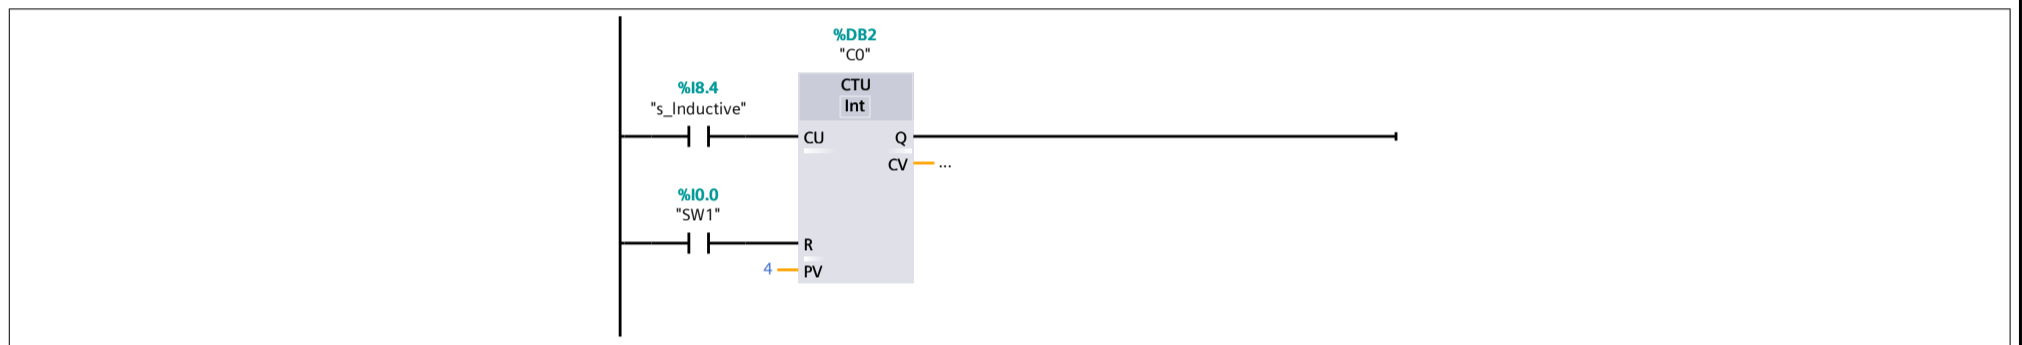 %DB2
"C0"
CTU
Int
%I8.4
"s_Inductive"
CU
Q
CV
...
%I0.0
"SW1"
R
4
PV